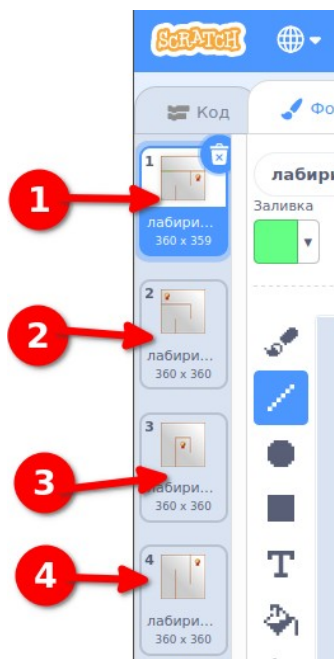 SCRATCH
Код
Фо
1
лабири...
360 x 359
1
лабири
Заливка
2
лабири...
360 x 360
2
3
лабири...
360 x 360
3
4
лабири...
360 x 360
4
T